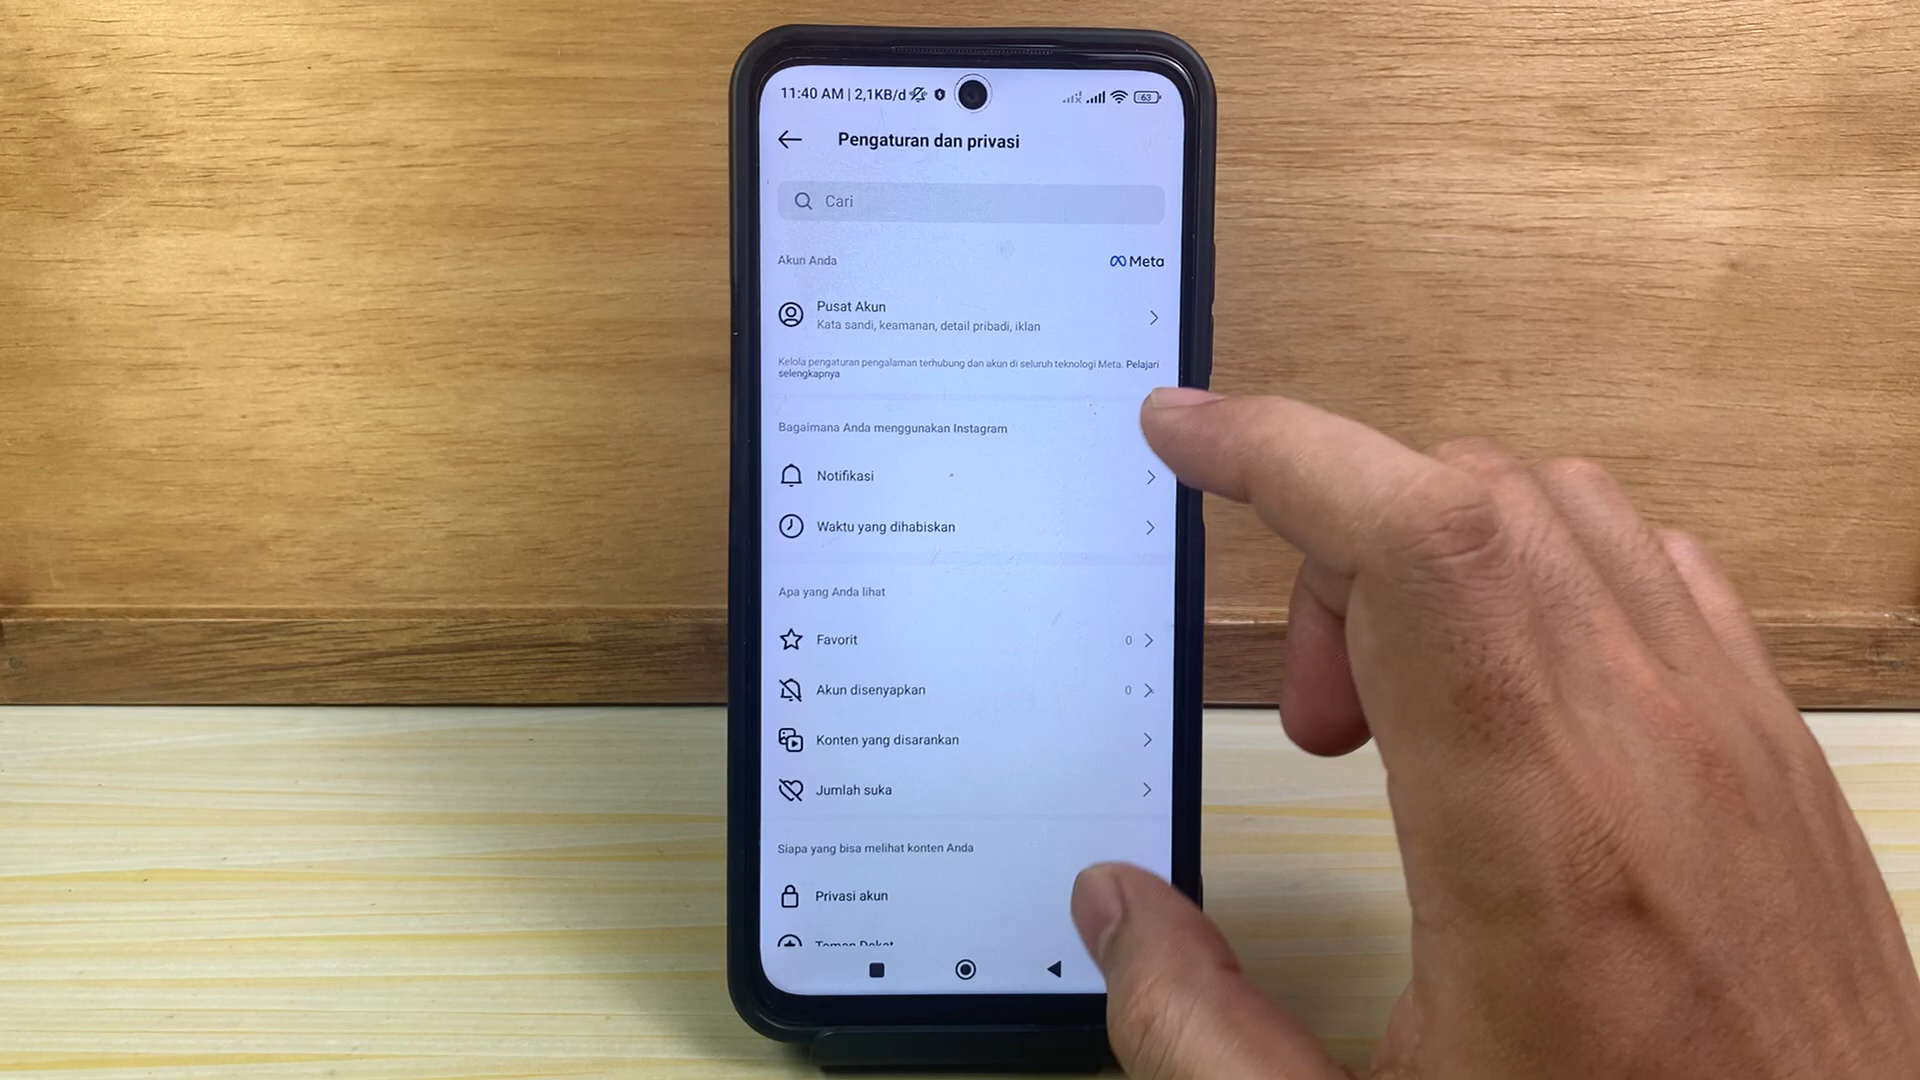 11:40 AM | 2,1KB/d
63
Pengaturan dan privasi
Cari
Akun Anda
Meta
Pusat Akun
Kata sandi, keamanan, detail pribadi, iklan
Kelola pengaturan pengalaman terhubung dan akun di seluruh teknologi Meta. Pelajari
selengkapnya
Bagaimana Anda menggunakan Instagram
Notifikasi
Waktu yang dihabiskan
Apa yang Anda lihat
Favorit 0
Akun disenyapkan 0
Konten yang disarankan
Jumlah suka
Siapa yang bisa melihat konten Anda
Privasi akun
Teman Dekat